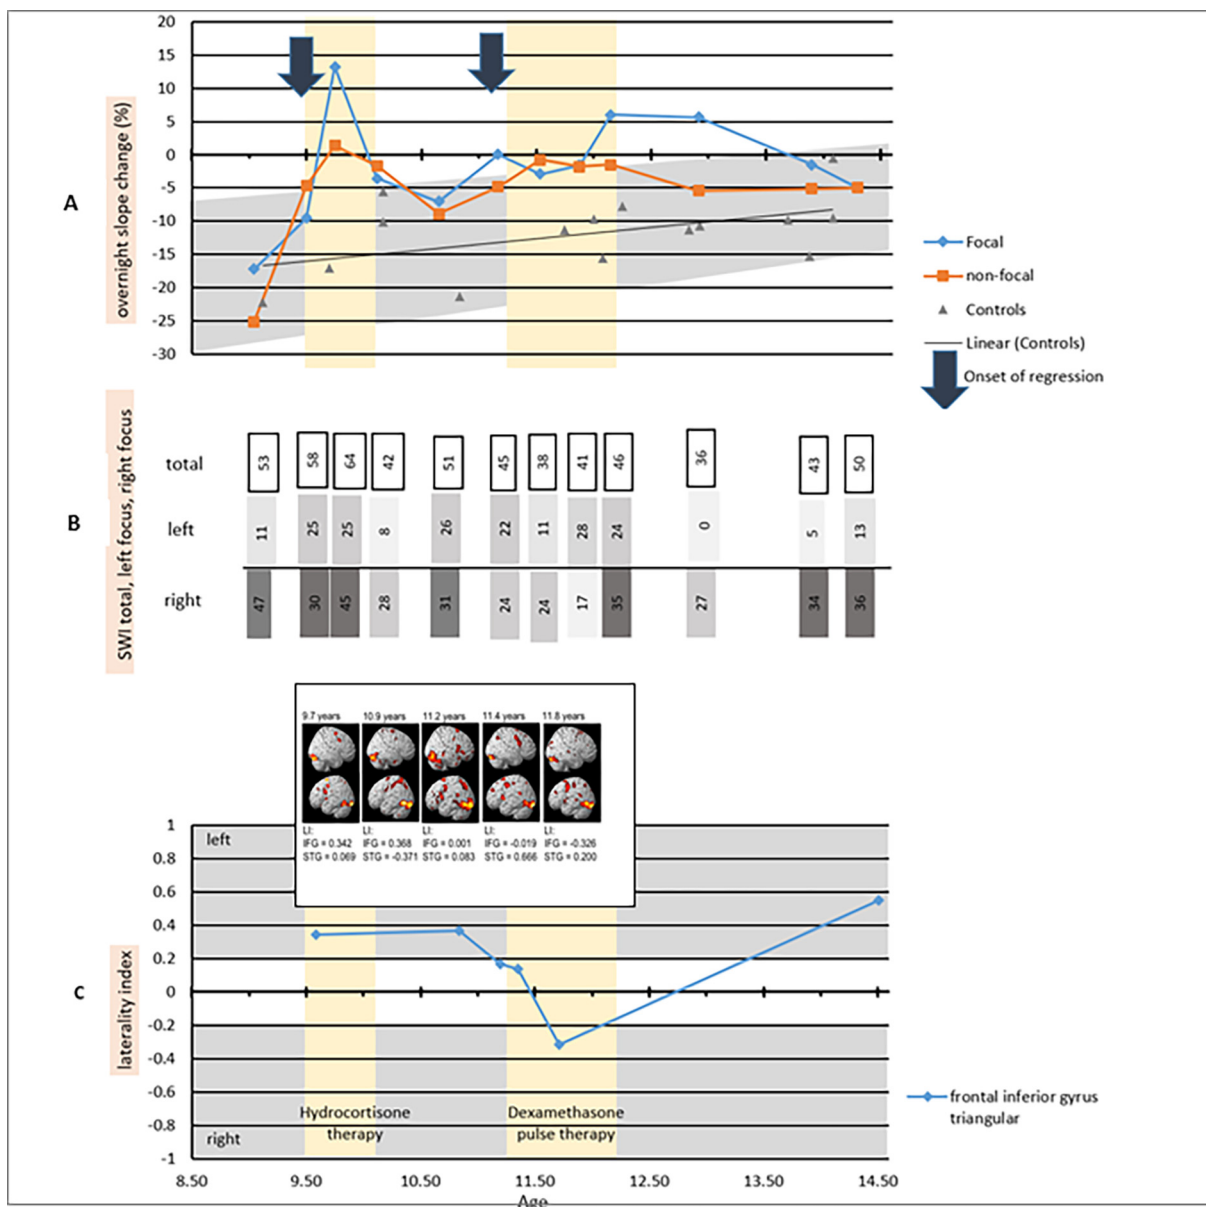 20
15
10
5
0
-5
-10
-15
-20
-25
-30
A
overnight slope change (%)
Focal
non-focal
Controls
Linear (Controls)
Onset of regression
B
SWI total, left focus, right focus
total
53 58 64 42 51 45 38 41 46 36 43 50
left
11 25 25 8 26 22 11 28 24 0 5 13
right
47 30 45 28 31 24 24 17 35 27 34 36
9.7 years 10.9 years 11.2 years 11.4 years 11.8 years
LI: LI: LI: LI: LI:
IFG = 0.342 IFG = 0.368 IFG = 0.001 IFG = -0.019 IFG = -0.326
STG = 0.069 STG = -0.371 STG = 0.083 STG = 0.666 STG = 0.200
C
laterality index
1
0.8
0.6
0.4
0.2
0
-0.2
-0.4
-0.6
-0.8
-1
left
right
Hydrocortisone
therapy
Dexamethasone
pulse therapy
frontal inferior gyrus
triangular
8.50 9.50 10.50 11.50 12.50 13.50 14.50
Age